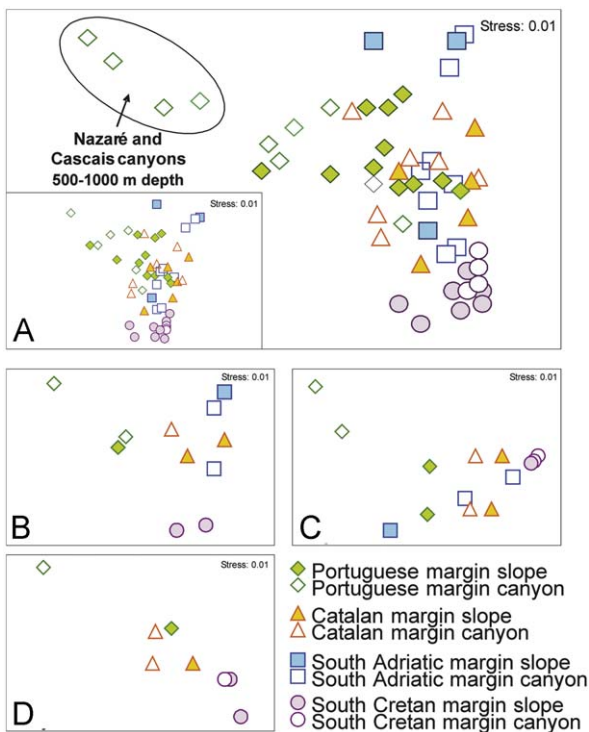 Stress: 0.01
Nazaré and
Cascais canyons
500-1000 m depth
Stress: 0.01
A
Stress: 0.01
B
Stress: 0.01
C
Stress: 0.01
D
Portuguese margin slope
Portuguese margin canyon
Catalan margin slope
Catalan margin canyon
South Adriatic margin slope
South Adriatic margin canyon
South Cretan margin slope
South Cretan margin canyon